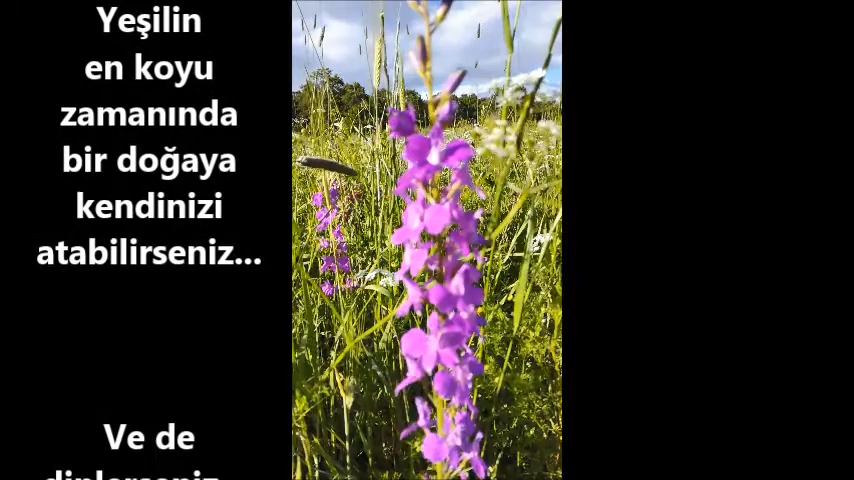 Yeşilin
en koyu
zamanında
bir doğaya
kendinizi
atabilirseniz...
Ve de